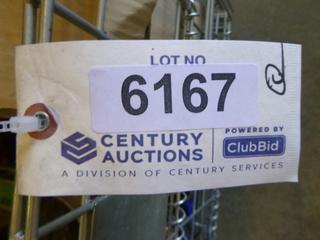 LOT NO
6167
CENTURY AUCTIONS
POWERED BY
ClubBid
A DIVISION OF CENTURY SERVICES